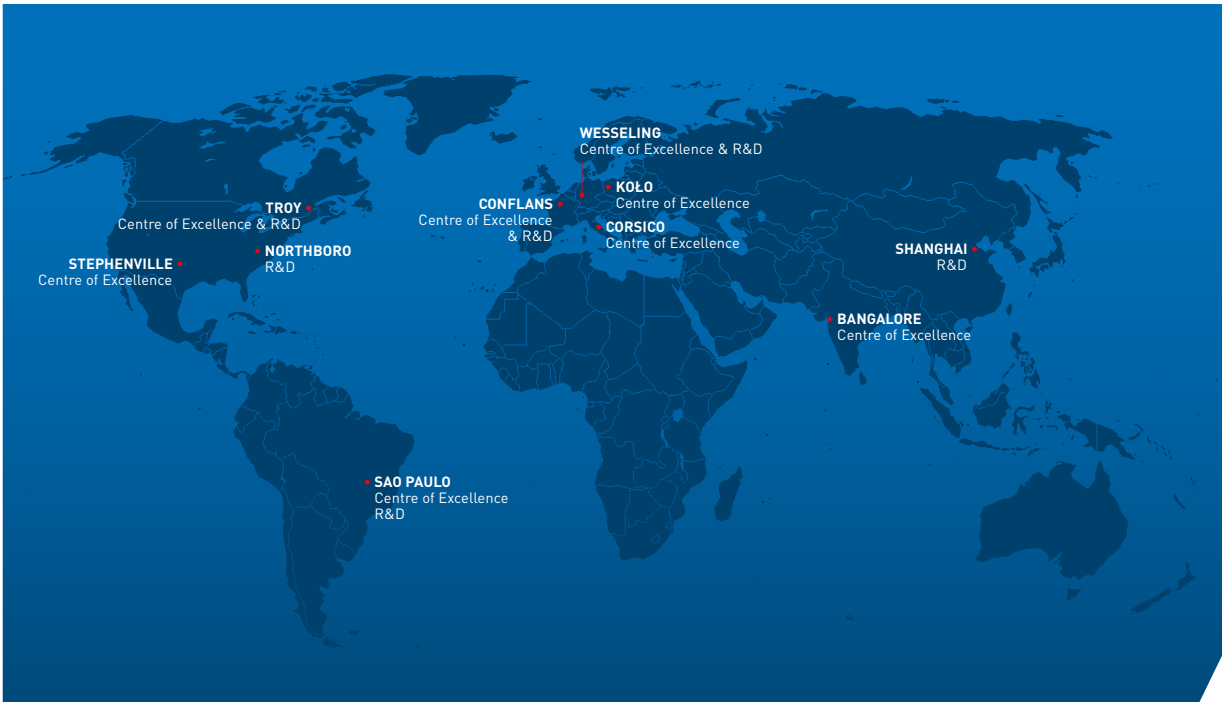 WESSELING
Centre of Excellence & R&D
KOŁO
Centre of Excellence
CONFLANS
Centre of Excellence
& R&D
CORSICO
Centre of Excellence
TROY
Centre of Excellence & R&D
NORTHBORO
R&D
STEPHENVILLE
Centre of Excellence
SHANGHAI
R&D
BANGALORE
Centre of Excellence
SAO PAULO
Centre of Excellence
R&D